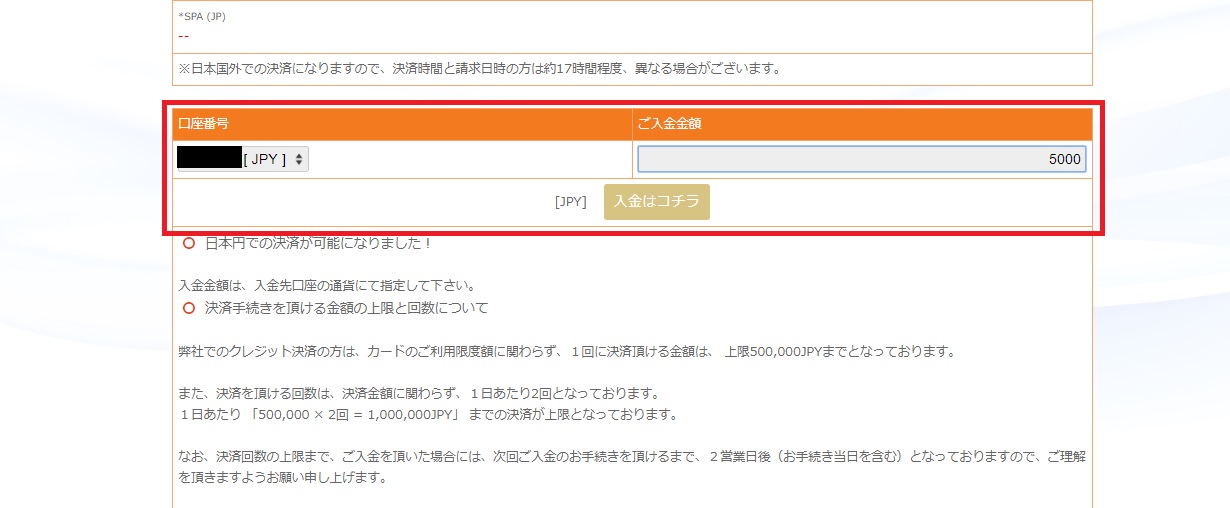 *SPA (JP)
--
※日本国外での決済になりますので、決済時間と請求日時の方は約17時間程度、異なる場合がございます。
口座番号 ご入金金額
[ JPY ] 5000
[JPY] 入金はコチラ
日本円での決済が可能になりました！
入金金額は、入金先口座の通貨にて指定して下さい。
決済手続きを頂ける金額の上限と回数について
弊社でのクレジット決済の方は、カードのご利用限度額に関わらず、１回に決済頂ける金額は、 上限500,000JPYまでとなっております。
また、決済を頂ける回数は、決済金額に関わらず、１日あたり2回となっております。
１日あたり 「500,000 × 2回 = 1,000,000JPY」 までの決済が上限となっております。
なお、決済回数の上限まで、ご入金を頂いた場合には、次回ご入金のお手続きを頂けるまで、２営業日後（お手続き当日を含む）となっておりますので、ご理解
を頂きますようお願い申し上げます。